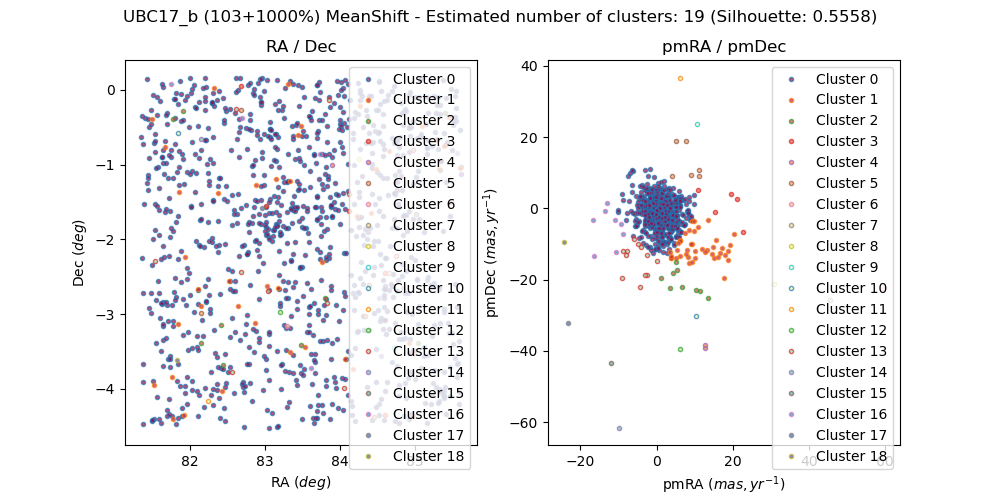 UBC17_b (103+1000%) MeanShift - Estimated number of clusters: 19 (Silhouette: 0.5558)
RA / Dec
Dec (deg)
0
−1
−2
−3
−4
82
83
84
85
RA (deg)
Cluster 0
Cluster 1
Cluster 2
Cluster 3
Cluster 4
Cluster 5
Cluster 6
Cluster 7
Cluster 8
Cluster 9
Cluster 10
Cluster 11
Cluster 12
Cluster 13
Cluster 14
Cluster 15
Cluster 16
Cluster 17
Cluster 18
pmRA / pmDec
pmDec (mas, yr⁻¹)
40
20
0
−20
−40
−60
−20
0
20
40
60
pmRA (mas, yr⁻¹)
Cluster 0
Cluster 1
Cluster 2
Cluster 3
Cluster 4
Cluster 5
Cluster 6
Cluster 7
Cluster 8
Cluster 9
Cluster 10
Cluster 11
Cluster 12
Cluster 13
Cluster 14
Cluster 15
Cluster 16
Cluster 17
Cluster 18